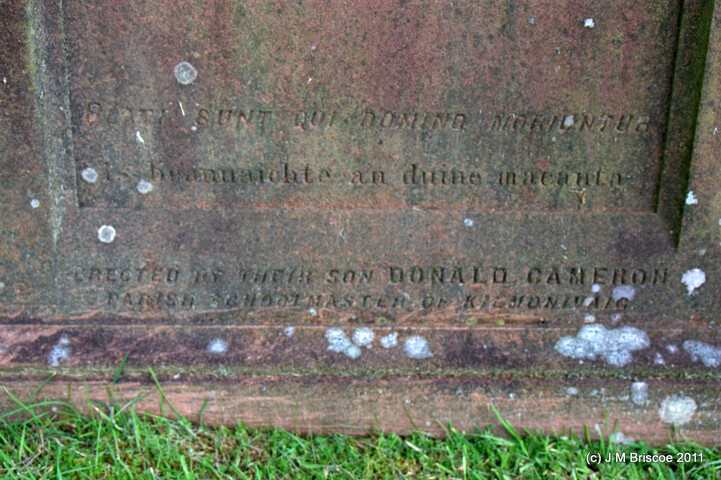 BEATI SUNT QUI DOMINO MORIUNTUR
is beannaichte an duine macanta
ERECTED BY THEIR SON DONALD CAMERON
PARISH SCHOOLMASTER OF KILMONIVAIG
(c) J M Briscoe 2011